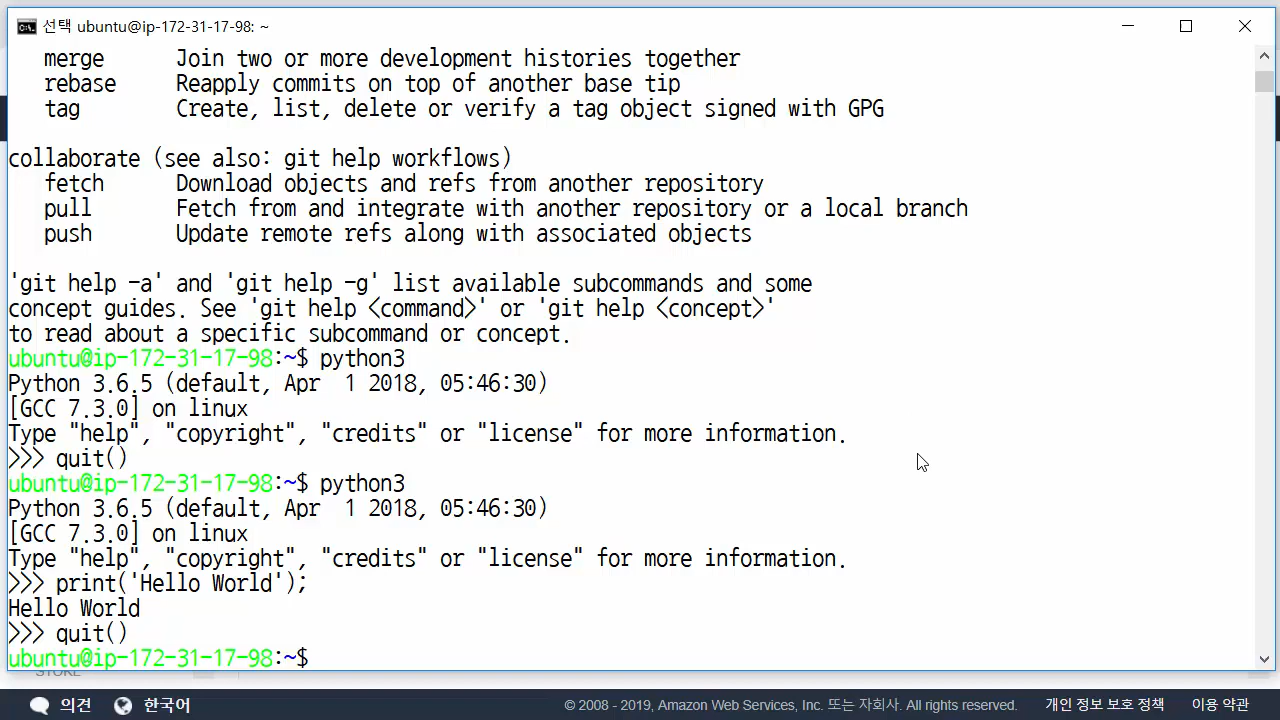 선택 ubuntu@ip-172-31-17-98: ~
merge Join two or more development histories together
rebase Reapply commits on top of another base tip
tag Create, list, delete or verify a tag object signed with GPG
collaborate (see also: git help workflows)
fetch Download objects and refs from another repository
pull Fetch from and integrate with another repository or a local branch
push Update remote refs along with associated objects
'git help -a' and 'git help -g' list available subcommands and some
concept guides. See 'git help <command>' or 'git help <concept>'
to read about a specific subcommand or concept.
ubuntu@ip-172-31-17-98:~$ python3
Python 3.6.5 (default, Apr  1 2018, 05:46:30)
[GCC 7.3.0] on linux
Type "help", "copyright", "credits" or "license" for more information.
>>> quit()
ubuntu@ip-172-31-17-98:~$ python3
Python 3.6.5 (default, Apr  1 2018, 05:46:30)
[GCC 7.3.0] on linux
Type "help", "copyright", "credits" or "license" for more information.
>>> print('Hello World');
Hello World
>>> quit()
ubuntu@ip-172-31-17-98:~$
STORE
의견 한국어 © 2008 - 2019, Amazon Web Services, Inc. 또는 자회사. All rights reserved. 개인 정보 보호 정책 이용 약관